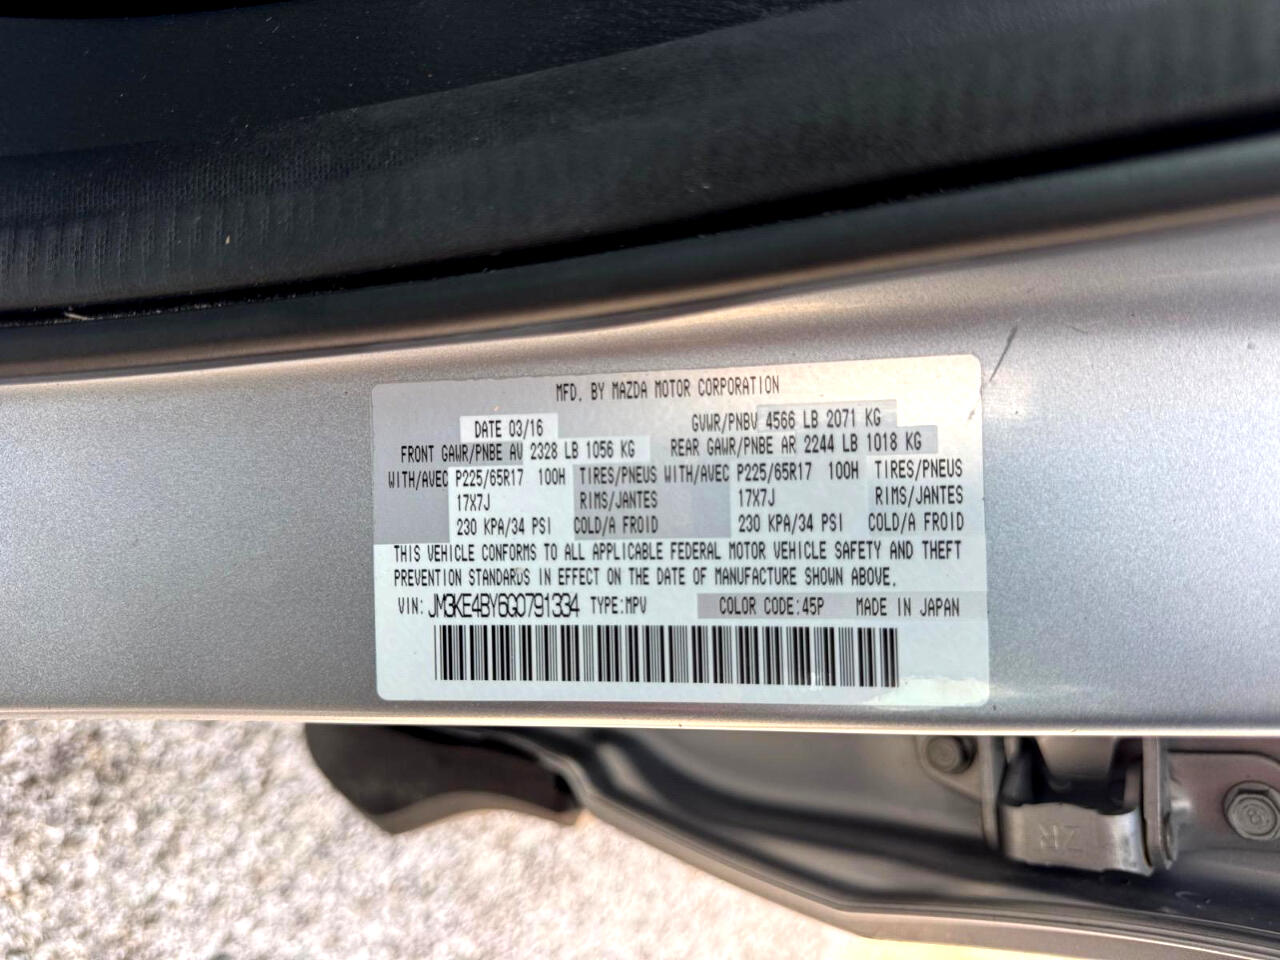 MFD. BY MAZDA MOTOR CORPORATION
DATE 03/16 GVWR/PNBV 4566 LB 2071 KG
FRONT GAWR/PNBE AV 2328 LB 1056 KG REAR GAWR/PNBE AR 2244 LB 1018 KG
WITH/AVEC P225/65R17 100H TIRES/PNEUS WITH/AVEC P225/65R17 100H TIRES/PNEUS
17X7J RIMS/JANTES 17X7J RIMS/JANTES
230 KPA/34 PSI COLD/A FROID 230 KPA/34 PSI COLD/A FROID
THIS VEHICLE CONFORMS TO ALL APPLICABLE FEDERAL MOTOR VEHICLE SAFETY AND THEFT
PREVENTION STANDARDS IN EFFECT ON THE DATE OF MANUFACTURE SHOWN ABOVE.
VIN: JM3KE4BY6G0791334 TYPE:MPV COLOR CODE:45P MADE IN JAPAN
ZR
8